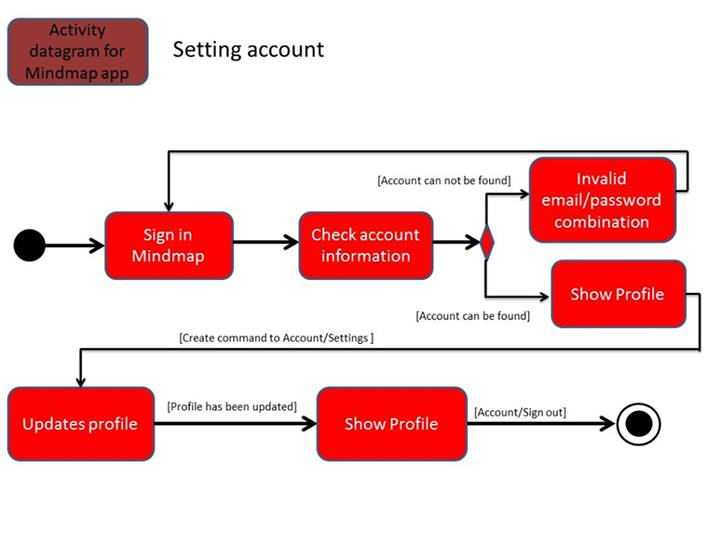 Activity
datagram for
Mindmap app
Setting account
[Account can not be found]
Invalid
email/password
combination
Sign in
Mindmap
Check account
information
Show Profile
[Account can be found]
[Create command to Account/Settings ]
Updates profile
[Profile has been updated]
Show Profile
[Account/Sign out]